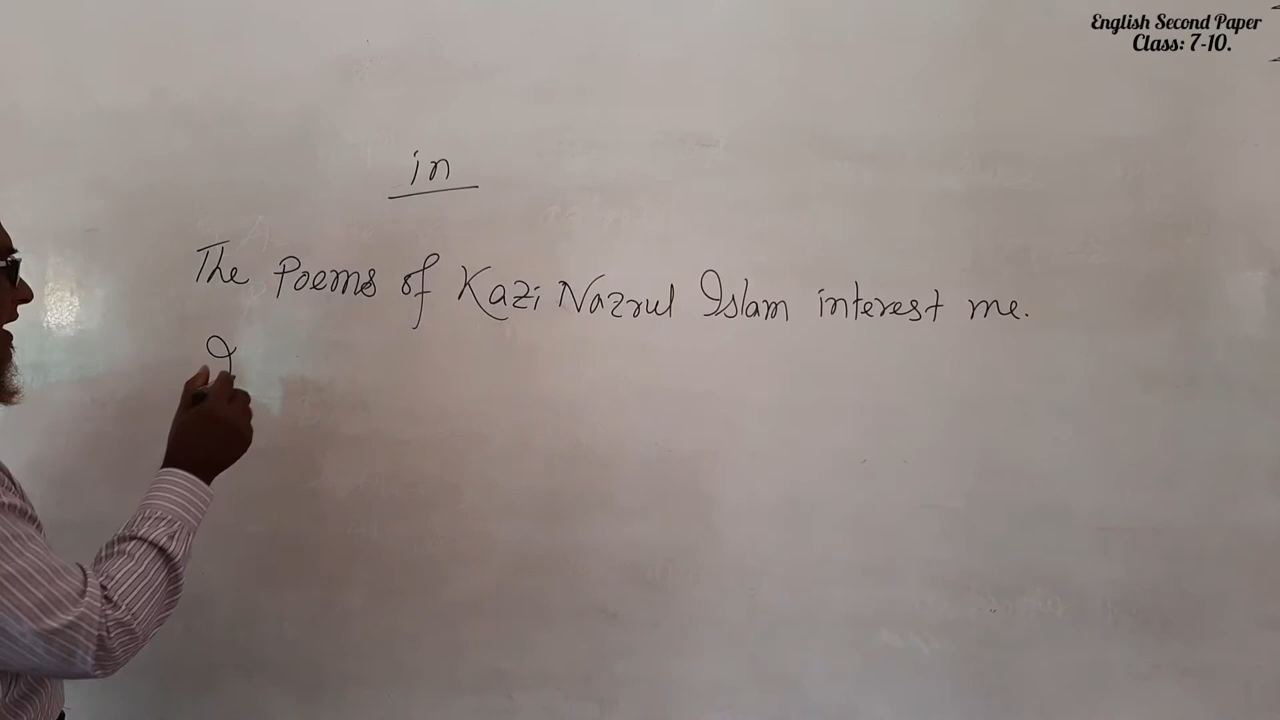 English Second Paper
Class: 7-10.
in
The Poems of Kazi Nazrul Islam interest me.
I